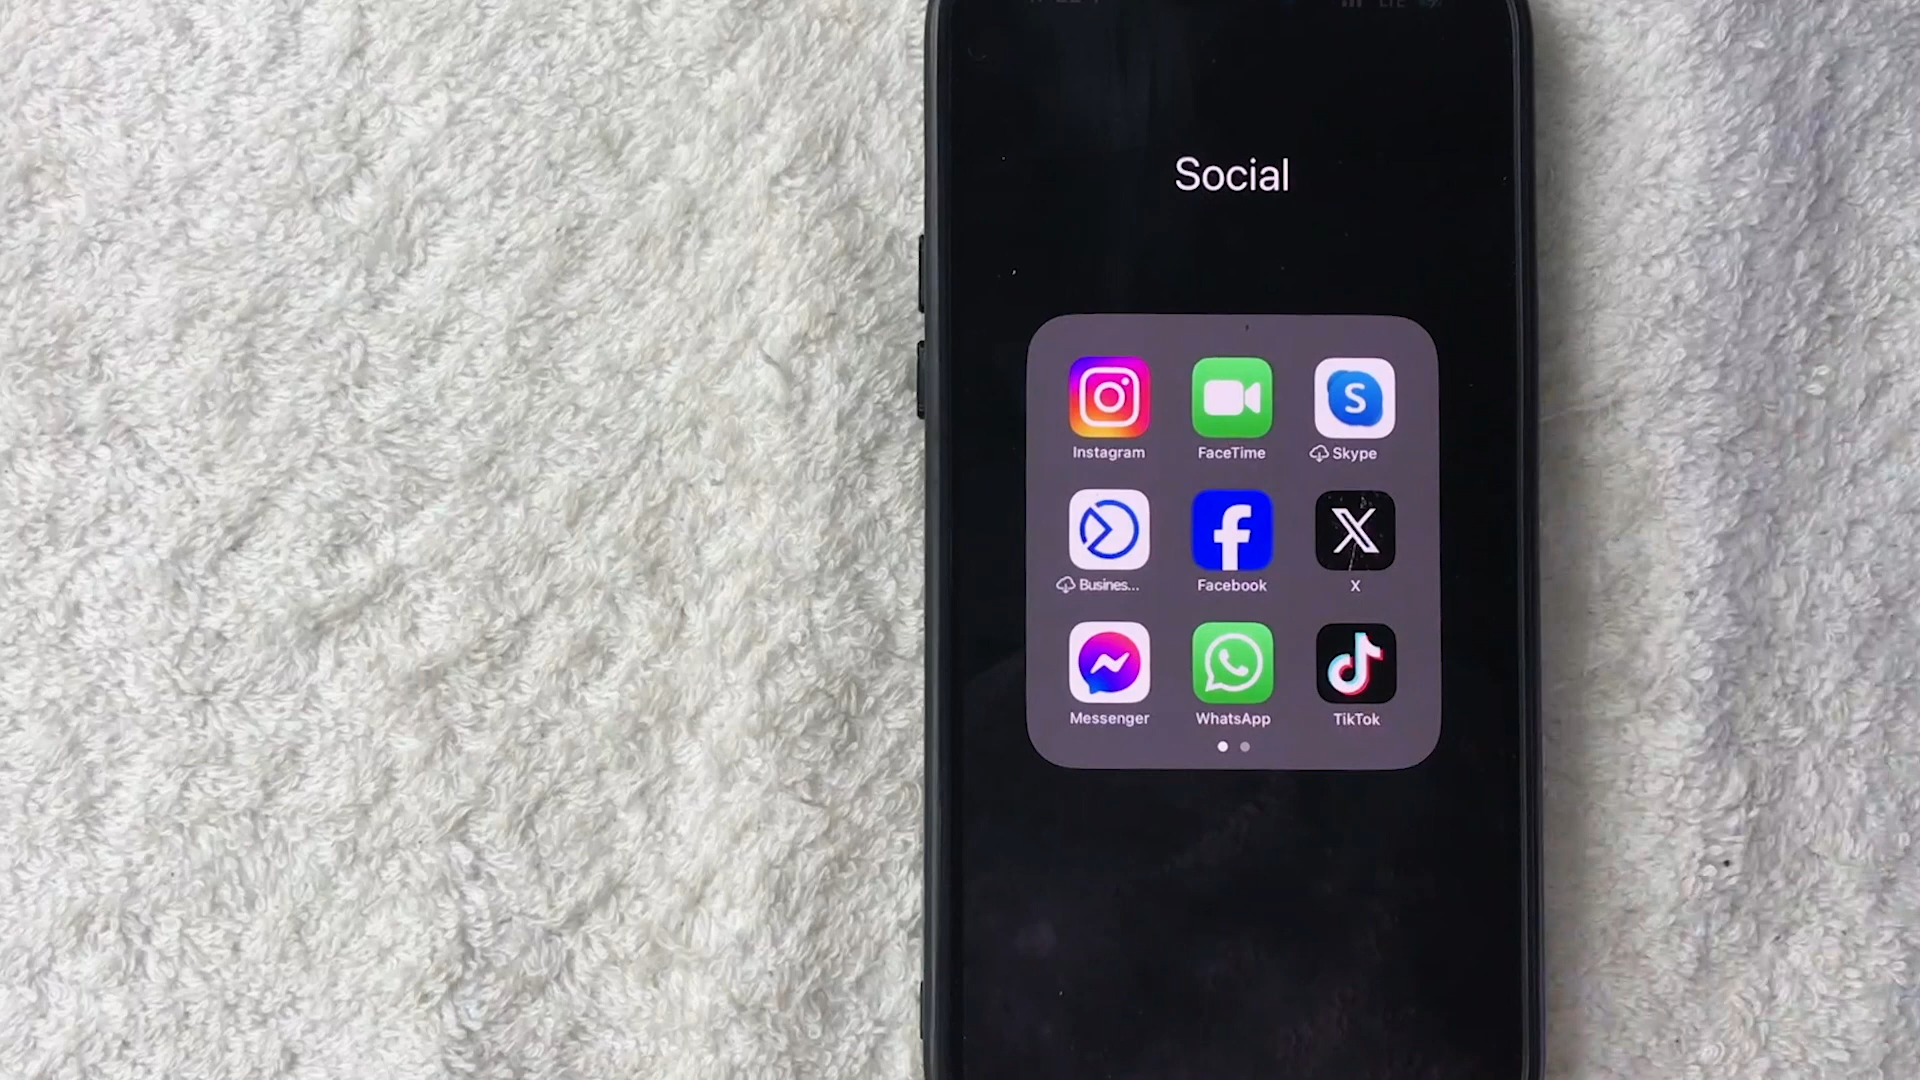 Social
Instagram FaceTime Skype
Busines... Facebook X
Messenger WhatsApp TikTok